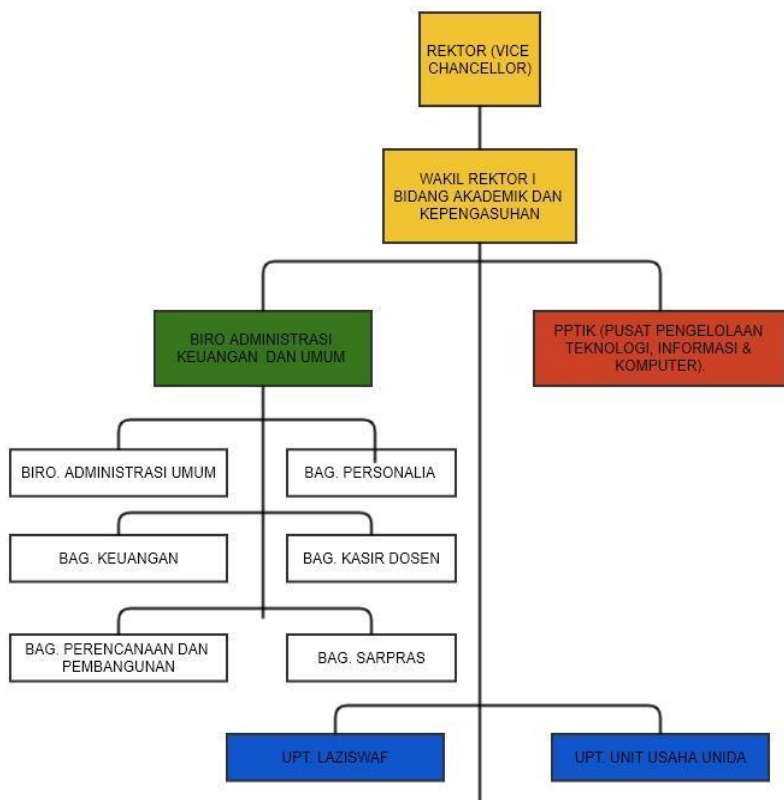 REKTOR (VICE
CHANCELLOR)
WAKIL REKTOR I
BIDANG AKADEMIK DAN
KEPENGASUHAN
BIRO ADMINISTRASI
KEUANGAN DAN UMUM
PPTIK (PUSAT PENGELOLAAN
TEKNOLOGI, INFORMASI &
KOMPUTER).
BIRO. ADMINISTRASI UMUM
BAG. PERSONALIA
BAG. KEUANGAN
BAG. KASIR DOSEN
BAG. PERENCANAAN DAN
PEMBANGUNAN
BAG. SARPRAS
UPT. LAZISWAF
UPT. UNIT USAHA UNIDA